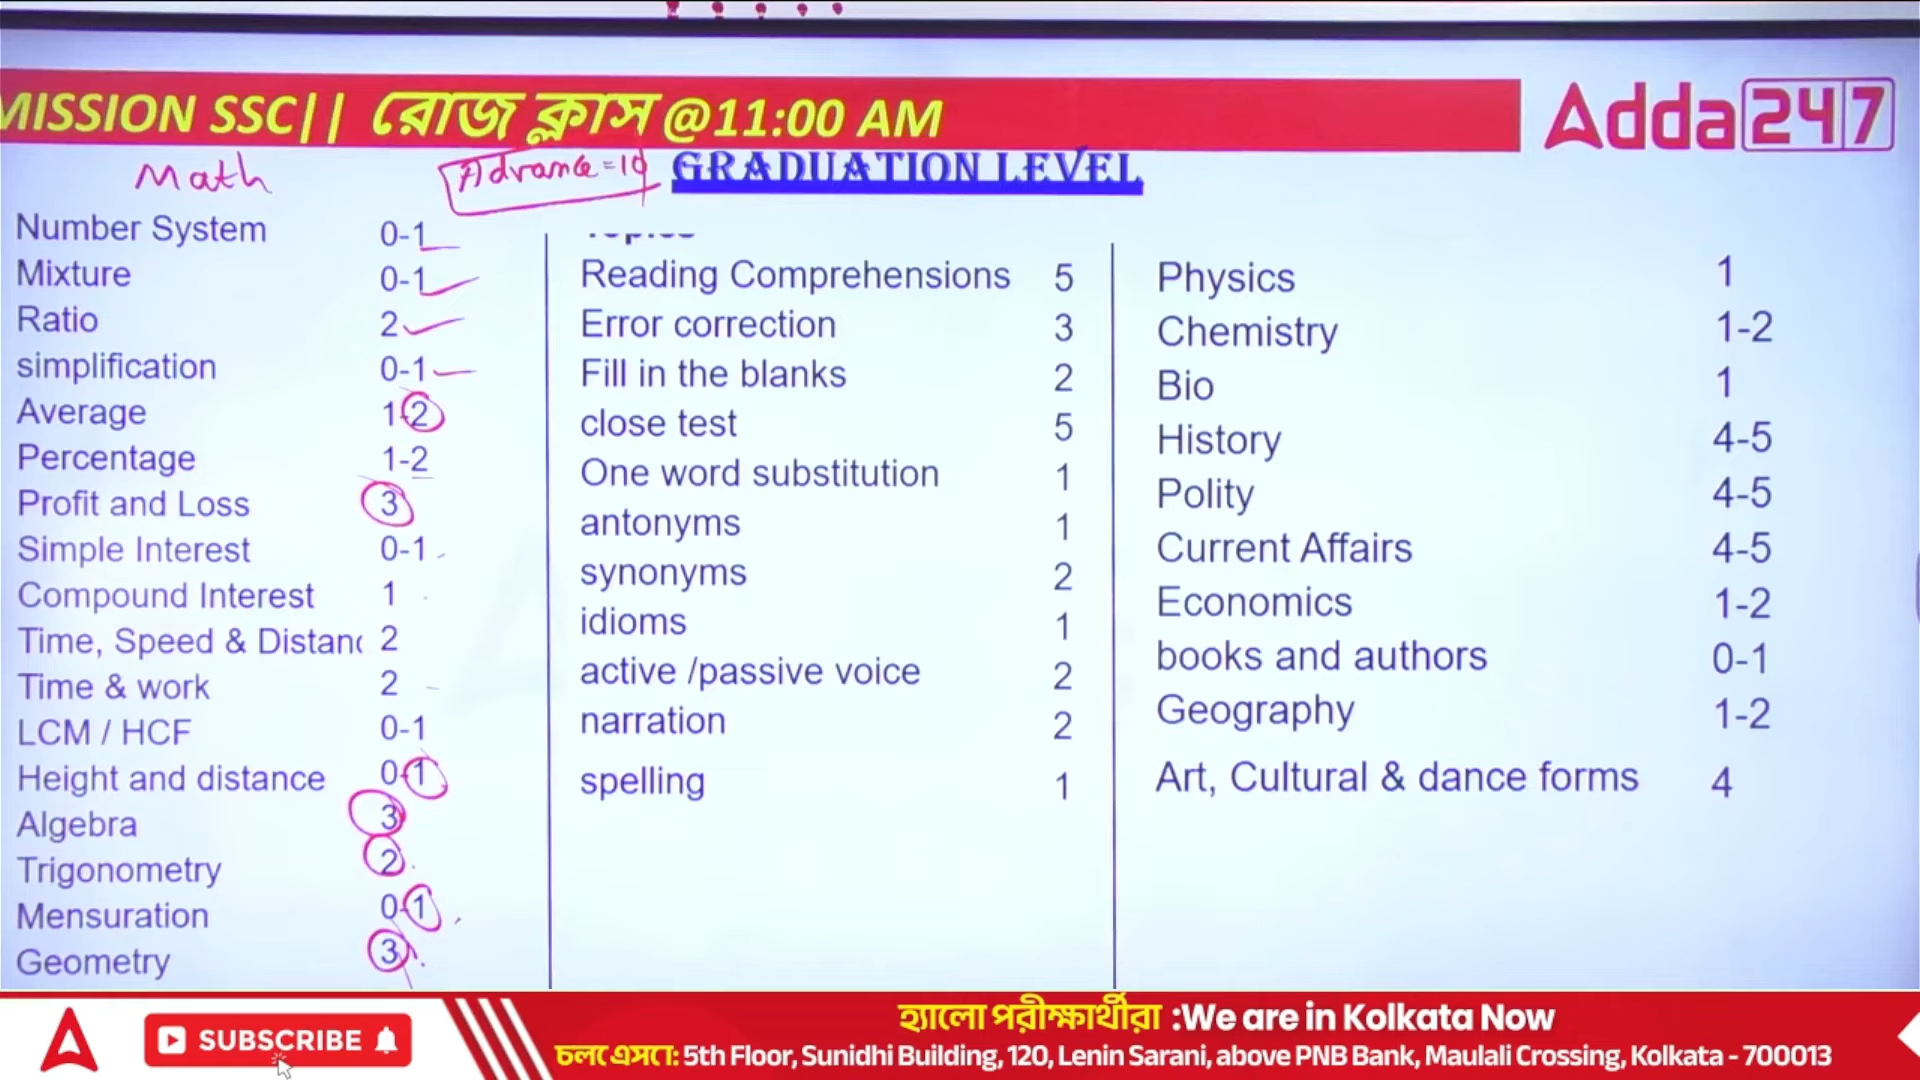 MISSION SSC|| রোজ ক্লাস @11:00 AM
Adda247
Math
Advance=10
GRADUATION LEVEL
Number System 0-1
Mixture 0-1
Ratio 2
simplification 0-1
Average 1-2
Percentage 1-2
Profit and Loss 3
Simple Interest 0-1
Compound Interest 1
Time, Speed & Distanc 2
Time & work 2
LCM / HCF 0-1
Height and distance 0-1
Algebra 3
Trigonometry 2
Mensuration 0-1
Geometry 3
Topics
Reading Comprehensions 5
Error correction 3
Fill in the blanks 2
close test 5
One word substitution 1
antonyms 1
synonyms 2
idioms 1
active /passive voice 2
narration 2
spelling 1
Physics 1
Chemistry 1-2
Bio 1
History 4-5
Polity 4-5
Current Affairs 4-5
Economics 1-2
books and authors 0-1
Geography 1-2
Art, Cultural & dance forms 4
SUBSCRIBE
হ্যালো পরীক্ষার্থীরা :We are in Kolkata Now
চলে এসো: 5th Floor, Sunidhi Building, 120, Lenin Sarani, above PNB Bank, Maulali Crossing, Kolkata - 700013